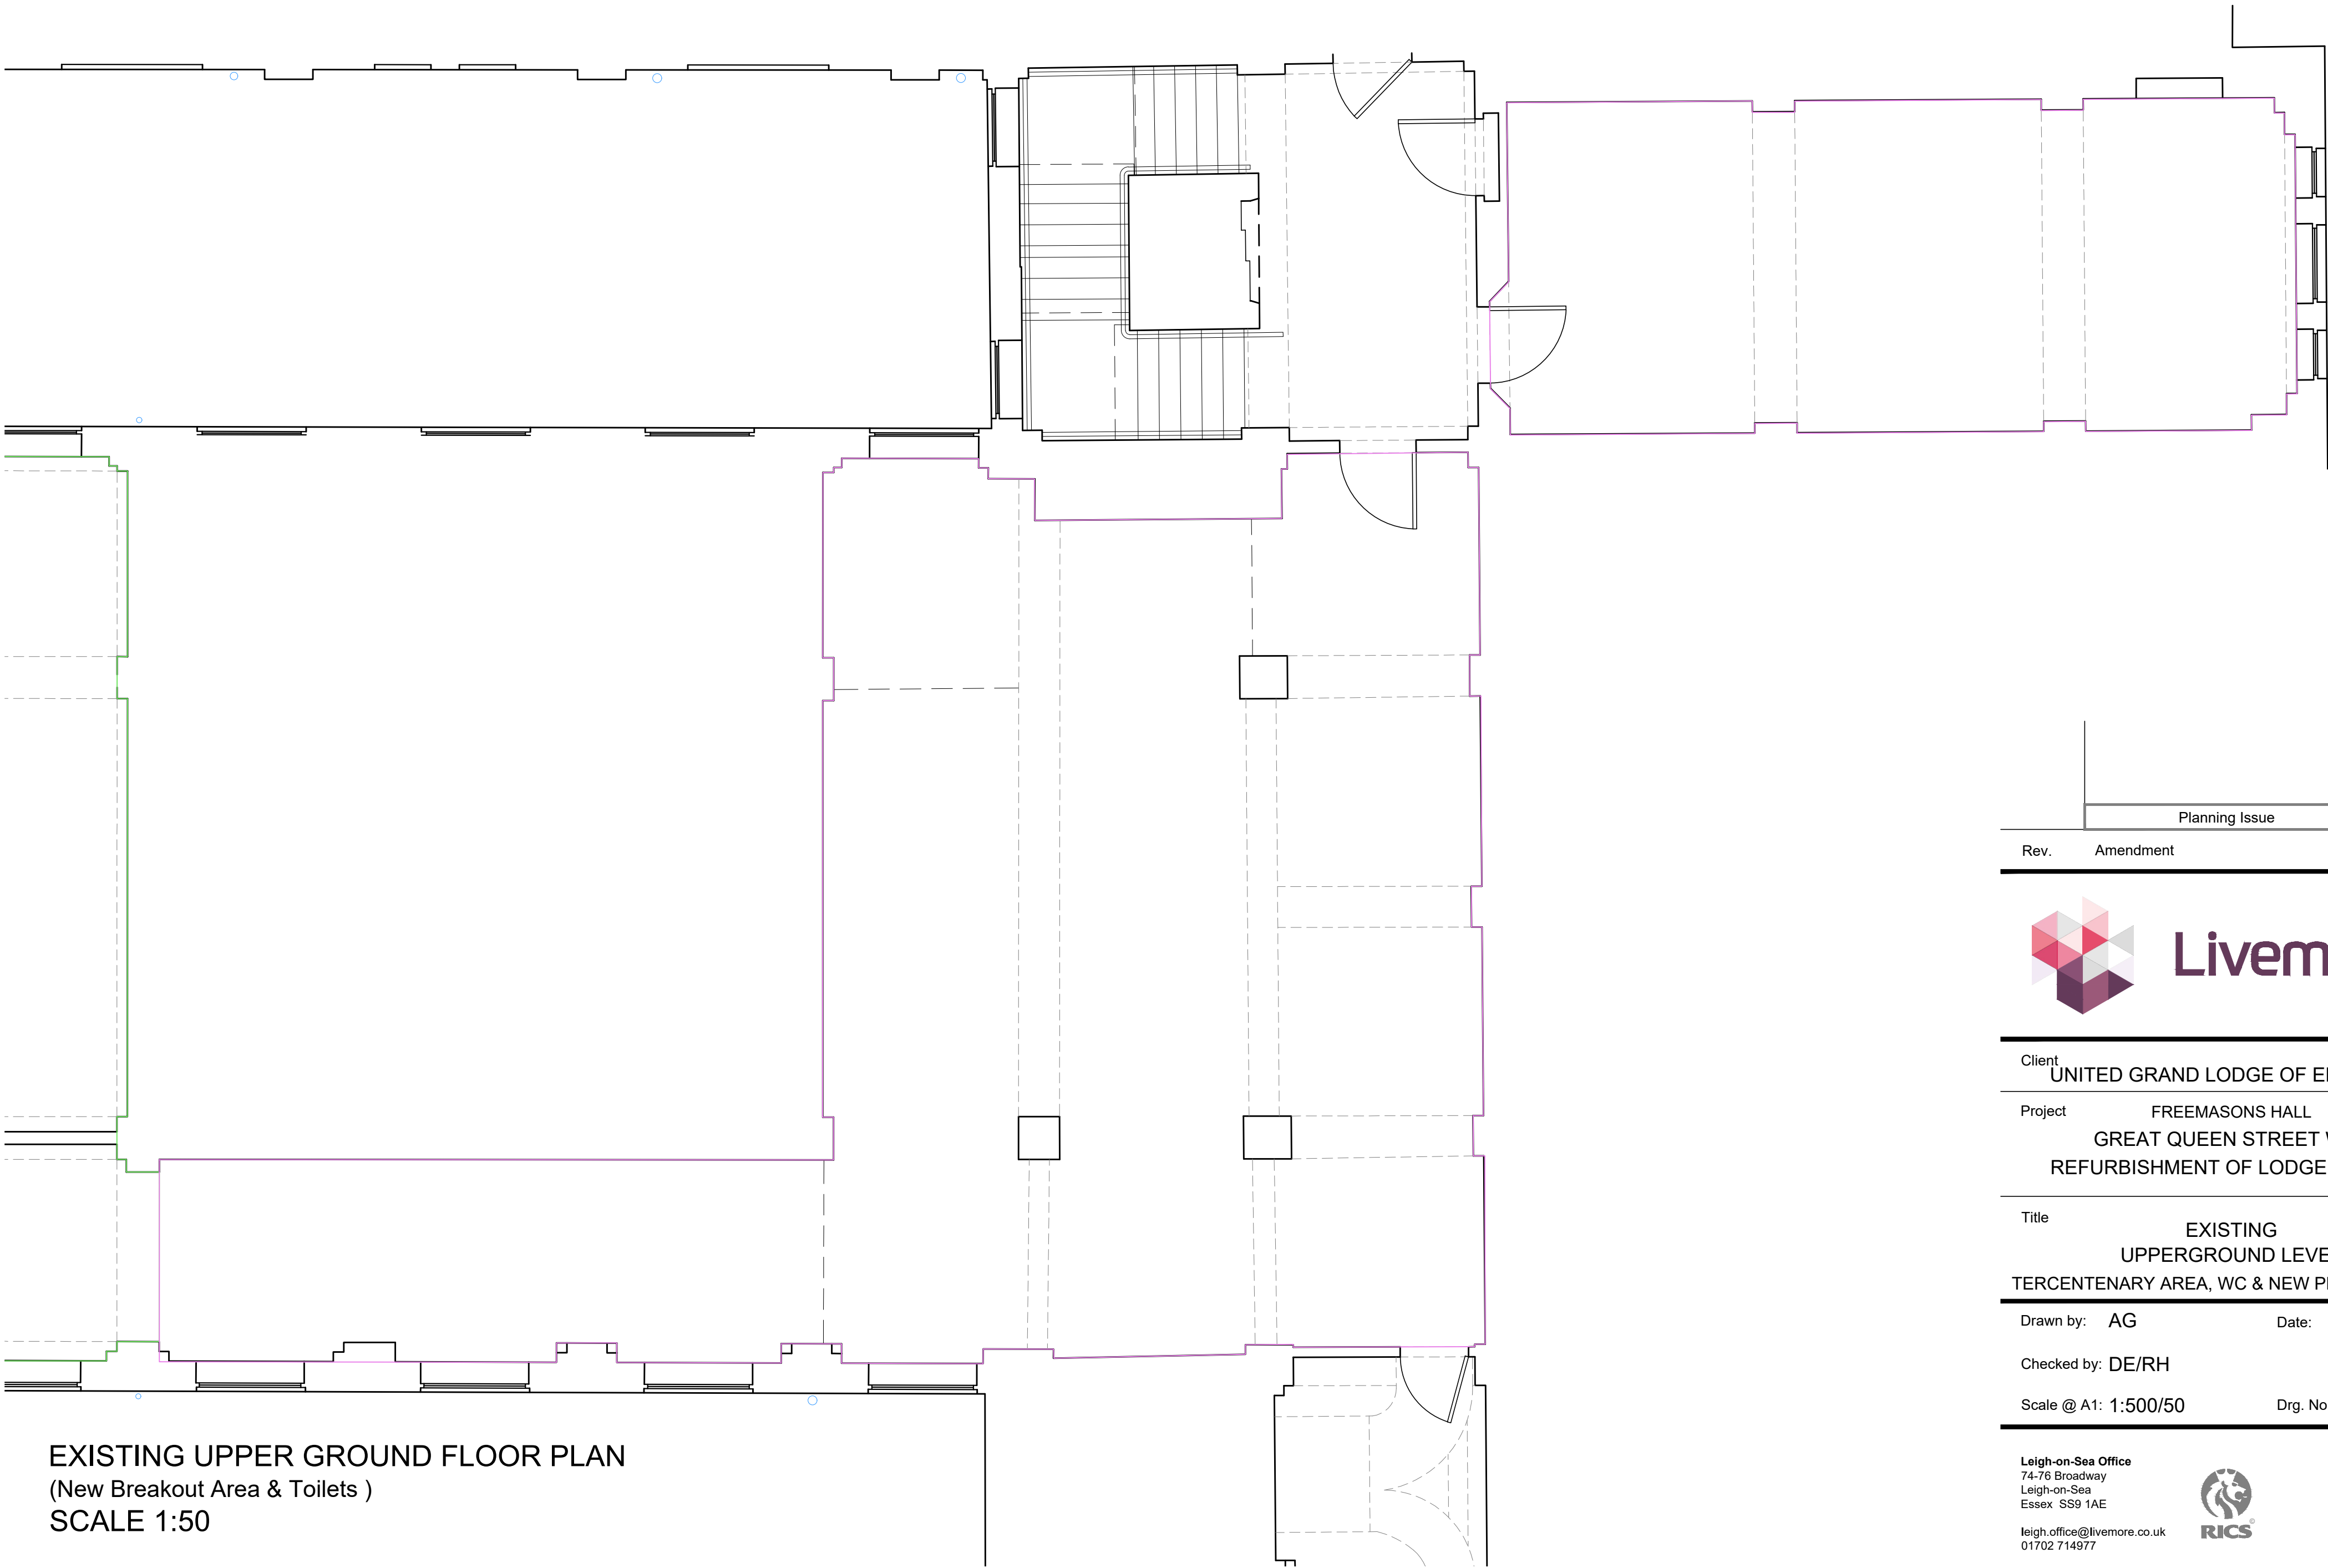 Planning Issue
Rev. Amendment
Livem
Client
UNITED GRAND LODGE OF E
Project FREEMASONS HALL
GREAT QUEEN STREET
REFURBISHMENT OF LODGE
Title
EXISTING
UPPERGROUND LEVE
TERCENTENARY AREA, WC & NEW P
Drawn by: AG Date:
Checked by: DE/RH
Scale @ A1: 1:500/50 Drg. No
EXISTING UPPER GROUND FLOOR PLAN
(New Breakout Area & Toilets )
SCALE 1:50
Leigh-on-Sea Office
74-76 Broadway
Leigh-on-Sea
Essex SS9 1AE
leigh.office@livemore.co.uk
01702 714977
RICS